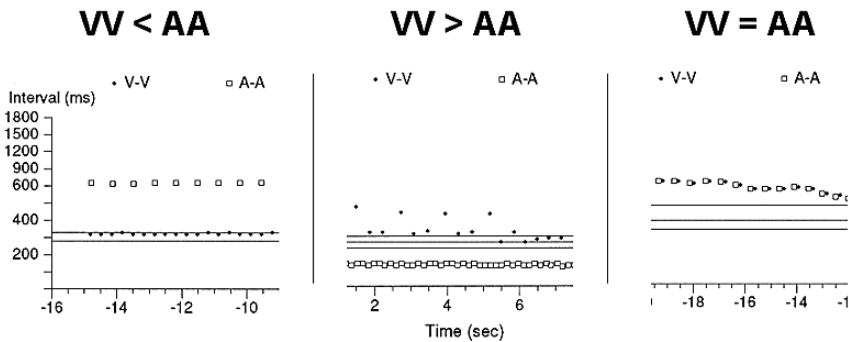 VV < AA
VV > AA
VV = AA
V-V
A-A
V-V
A-A
V-V
A-A
Interval (ms)
1800
1500
1200
900
600
400
200
-16
-14
-12
-10
2
4
6
-18
-16
-14
-12
Time (sec)